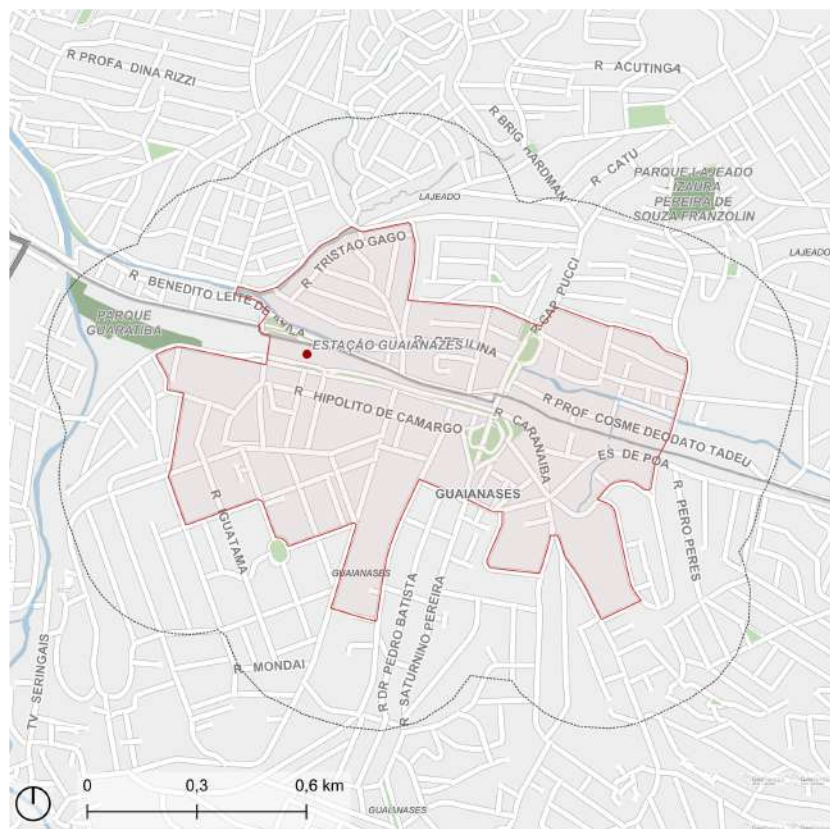 R PROFA DINA RIZZI
R ACUTINGA
R BRIG HARDMAN
R CATU
PARQUE LAJEADO
IZAURA
PEREIRA DE
SOUZA FRANZOLIN
LAJEADO
LAJEADO
R TRISTAO GAGO
R CAP PUCCI
R BENEDITO LEITE DE AVILA
PARQUE
GUARATIBA
ESTAÇÃO GUAIANAZES
R HIPOLITO DE CAMARGO
R CARANAIBA
R PROF COSME DEODATO TADEU
ES DE POA
GUAIANASES
R IGUATAMA
R PERO PERES
GUAIANASES
R DR PEDRO BATISTA
R SATURNINO PEREIRA
R MONDAI
TV SERINGAIS
0 0,3 0,6 km
GUAIANASES